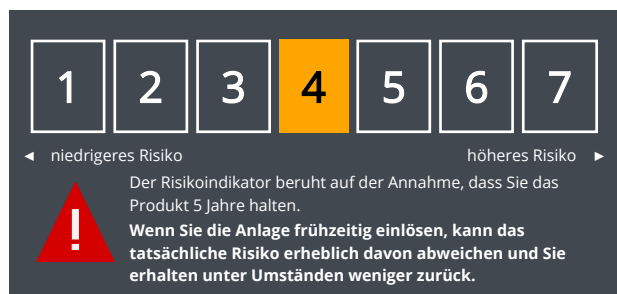 1 2 3 4 5 6 7
◄ niedrigeres Risiko höheres Risiko ►
Der Risikoindikator beruht auf der Annahme, dass Sie das
Produkt 5 Jahre halten.
Wenn Sie die Anlage frühzeitig einlösen, kann das
tatsächliche Risiko erheblich davon abweichen und Sie
erhalten unter Umständen weniger zurück.
!